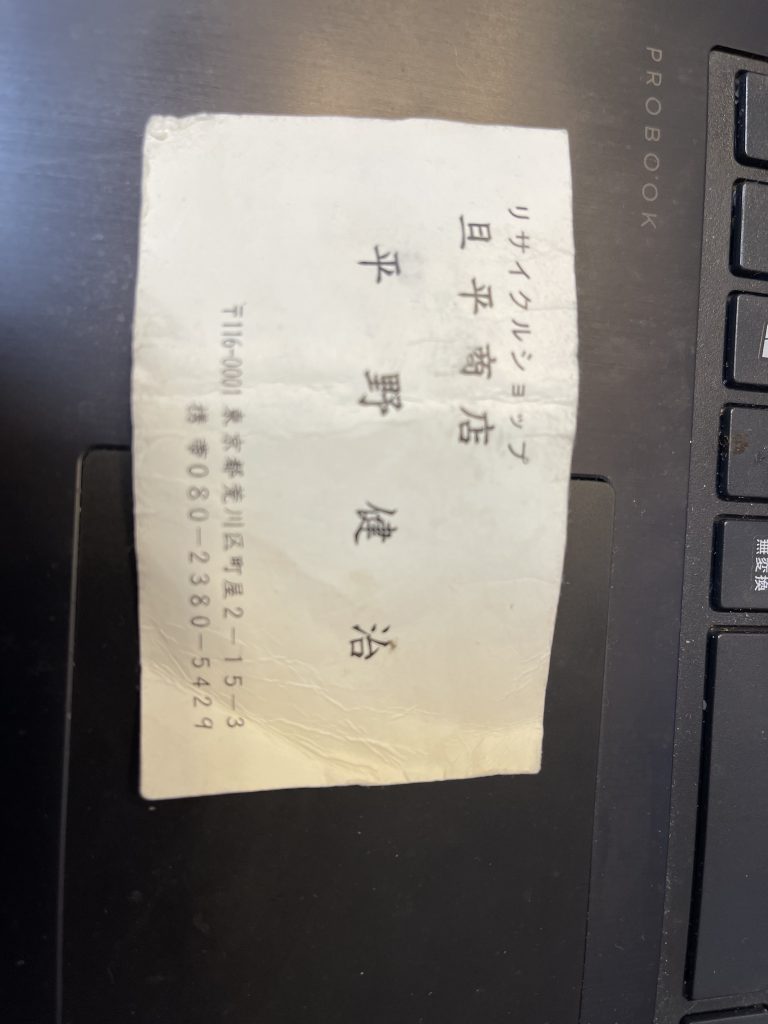 リサイクルショップ
旦平商店
平野健治
〒116-0001 東京都荒川区町屋2-15-3
携帯080-2380-5429
PROBOOK
無変換